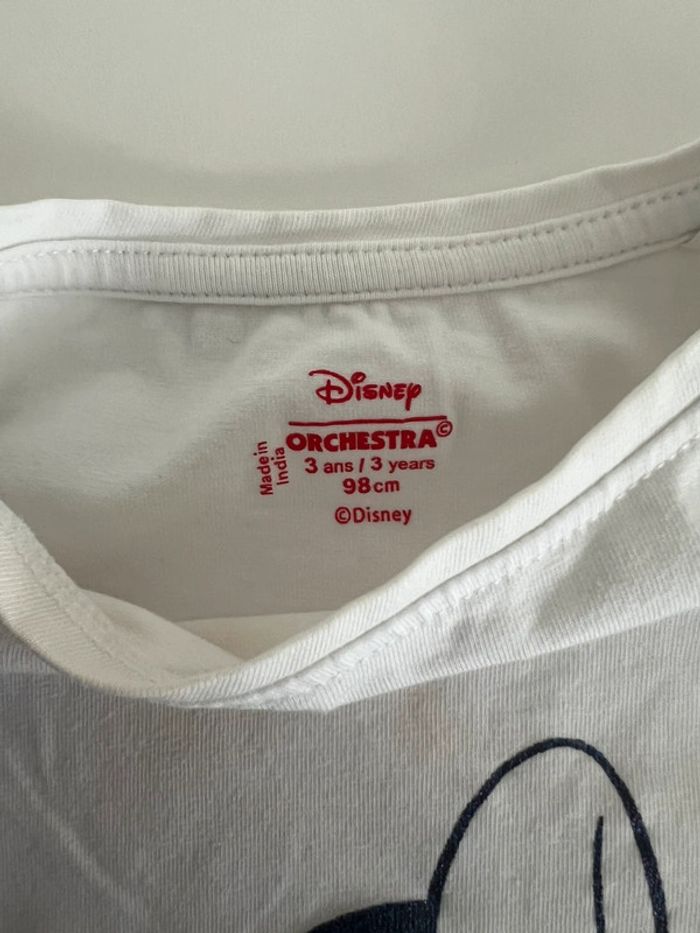 Disney
ORCHESTRA©
3 ans / 3 years
98cm
©Disney
Made in
India